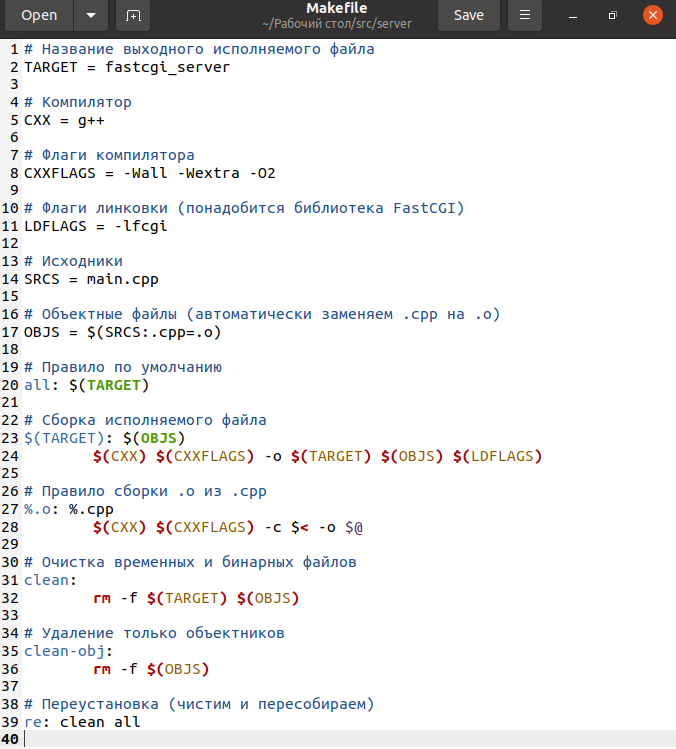 Open
Makefile
~/Рабочий стол/src/server
Save
1 # Название выходного исполняемого файла
2 TARGET = fastcgi_server
3
4 # Компилятор
5 CXX = g++
6
7 # Флаги компилятора
8 CXXFLAGS = -Wall -Wextra -O2
9
10 # Флаги линковки (понадобится библиотека FastCGI)
11 LDFLAGS = -lfcgi
12
13 # Исходники
14 SRCS = main.cpp
15
16 # Объектные файлы (автоматически заменяем .cpp на .o)
17 OBJS = $(SRCS:.cpp=.o)
18
19 # Правило по умолчанию
20 all: $(TARGET)
21
22 # Сборка исполняемого файла
23 $(TARGET): $(OBJS)
24 $(CXX) $(CXXFLAGS) -o $(TARGET) $(OBJS) $(LDFLAGS)
25
26 # Правило сборки .o из .cpp
27 %.o: %.cpp
28 $(CXX) $(CXXFLAGS) -c $< -o $@
29
30 # Очистка временных и бинарных файлов
31 clean:
32 rm -f $(TARGET) $(OBJS)
33
34 # Удаление только объектников
35 clean-obj:
36 rm -f $(OBJS)
37
38 # Переустановка (чистим и пересобираем)
39 re: clean all
40